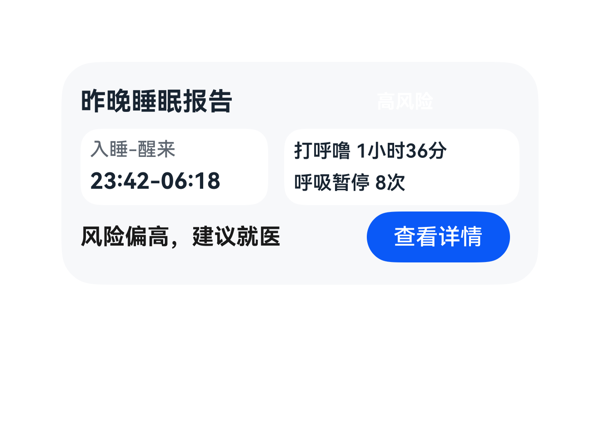 昨晚睡眠报告
高风险
入睡-醒来
23:42-06:18
打呼噜 1小时36分
呼吸暂停 8次
风险偏高，建议就医
查看详情